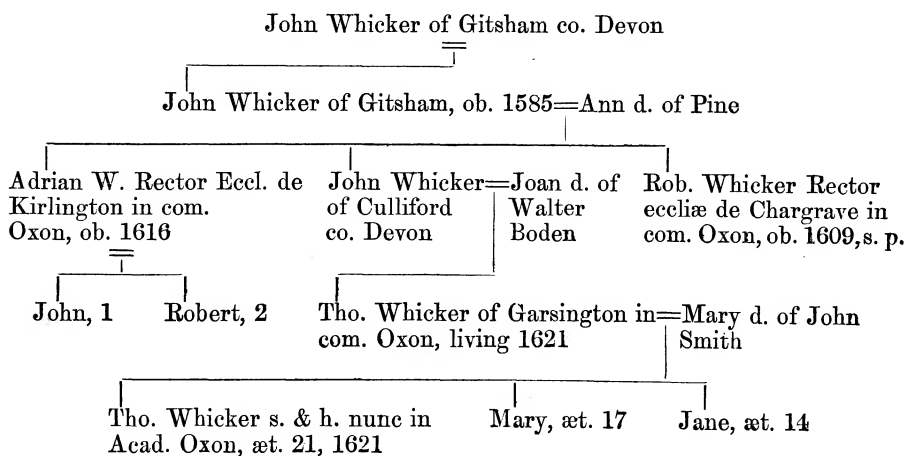 John Whicker of Gitsham co. Devon
John Whicker of Gitsham, ob. 1585=Ann d. of Pine
Adrian W. Rector Eccl. de
Kirlington in com.
Oxon, ob. 1616
John Whicker=Joan d. of
of Culliford Walter
co. Devon Boden
Rob. Whicker Rector
eccliæ de Chargrave in
com. Oxon, ob. 1609, s. p.
John, 1
Robert, 2
Tho. Whicker of Garsington in=Mary d. of John
com. Oxon, living 1621 Smith
Tho. Whicker s. & h. nunc in
Acad. Oxon, æt. 21, 1621
Mary, æt. 17
Jane, æt. 14